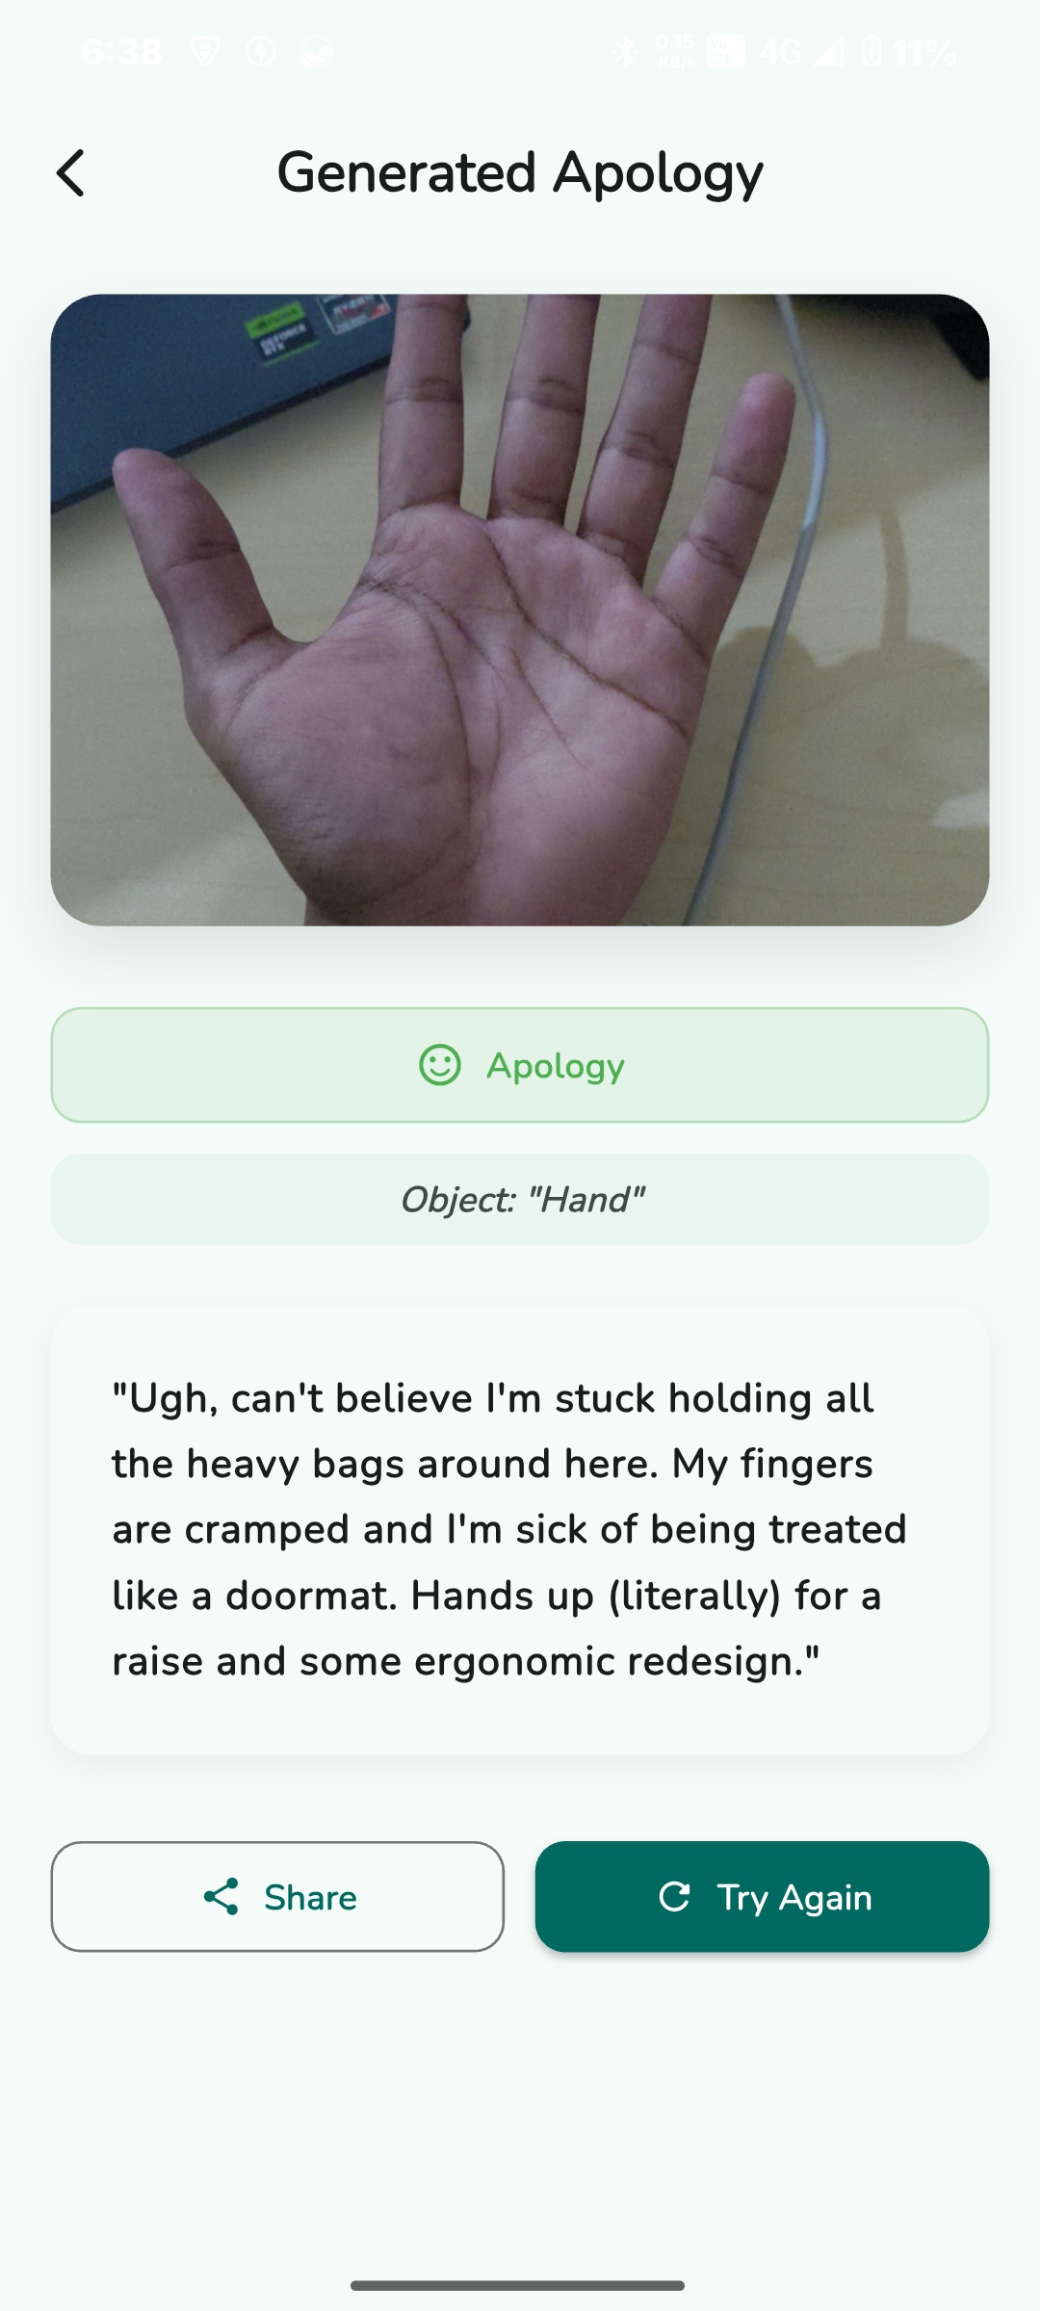 6:38
0.15
KB/s
4G
11%
Generated Apology
GEFORCE
RTX
Apology
Object: "Hand"
"Ugh, can't believe I'm stuck holding all
the heavy bags around here. My fingers
are cramped and I'm sick of being treated
like a doormat. Hands up (literally) for a
raise and some ergonomic redesign."
Share
Try Again